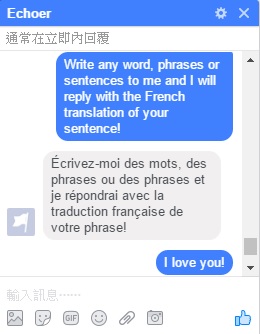 Echoer
通常在立即內回覆
Write any word, phrases or
sentences to me and I will
reply with the French
translation of your
sentence!
Écrivez-moi des mots, des
phrases ou des phrases et
je répondrai avec la
traduction française de
votre phrase!
I love you!
輸入訊息......
GIF